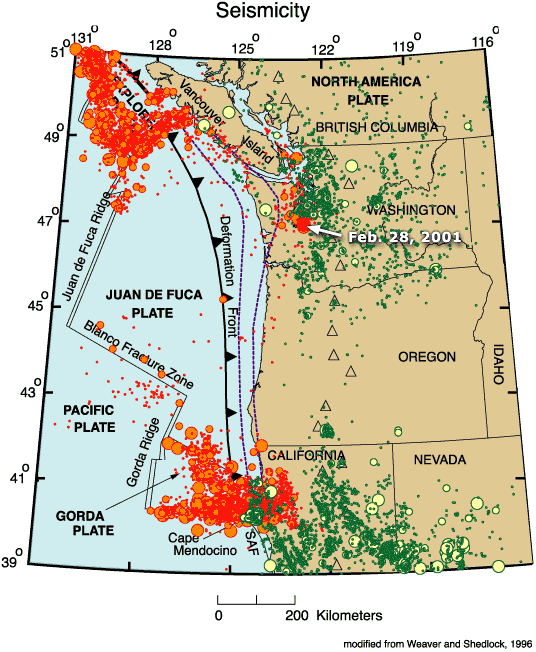 Seismicity
131°
128°
125°
122°
119°
116°
51°
EXPLORER
Vancouver
Island
NORTH AMERICA
PLATE
BRITISH COLUMBIA
49°
WASHINGTON
47°
Feb. 28, 2001
Juan de Fuca Ridge
Deformation
Front
JUAN DE FUCA
PLATE
45°
Blanco Fracture Zone
OREGON
IDAHO
43°
PACIFIC
PLATE
Gorda Ridge
CALIFORNIA
NEVADA
41°
GORDA
PLATE
Cape
Mendocino
SAF
39°
0
200 Kilometers
modified from Weaver and Shedlock, 1996